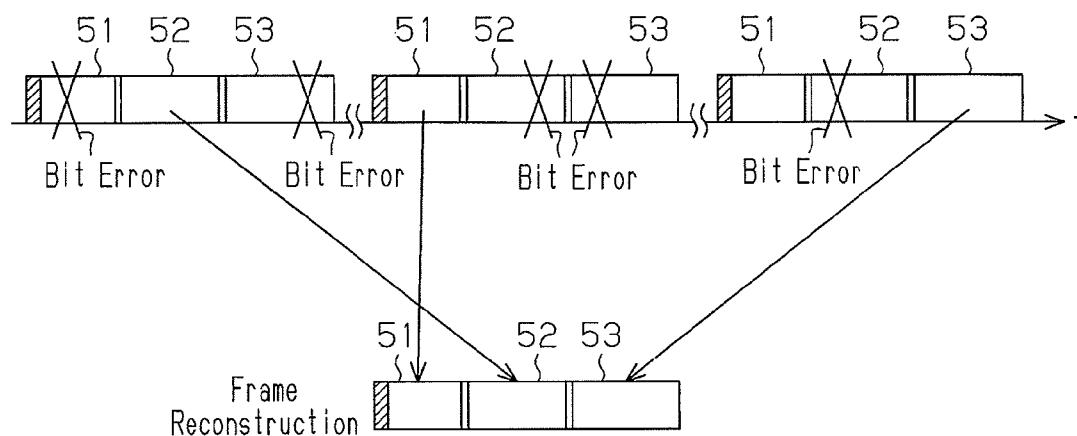 51 52 53 51 52 53 51 52 53
T
Bit Error Bit Error Bit Error Bit Error
51 52 53
Frame
Reconstruction